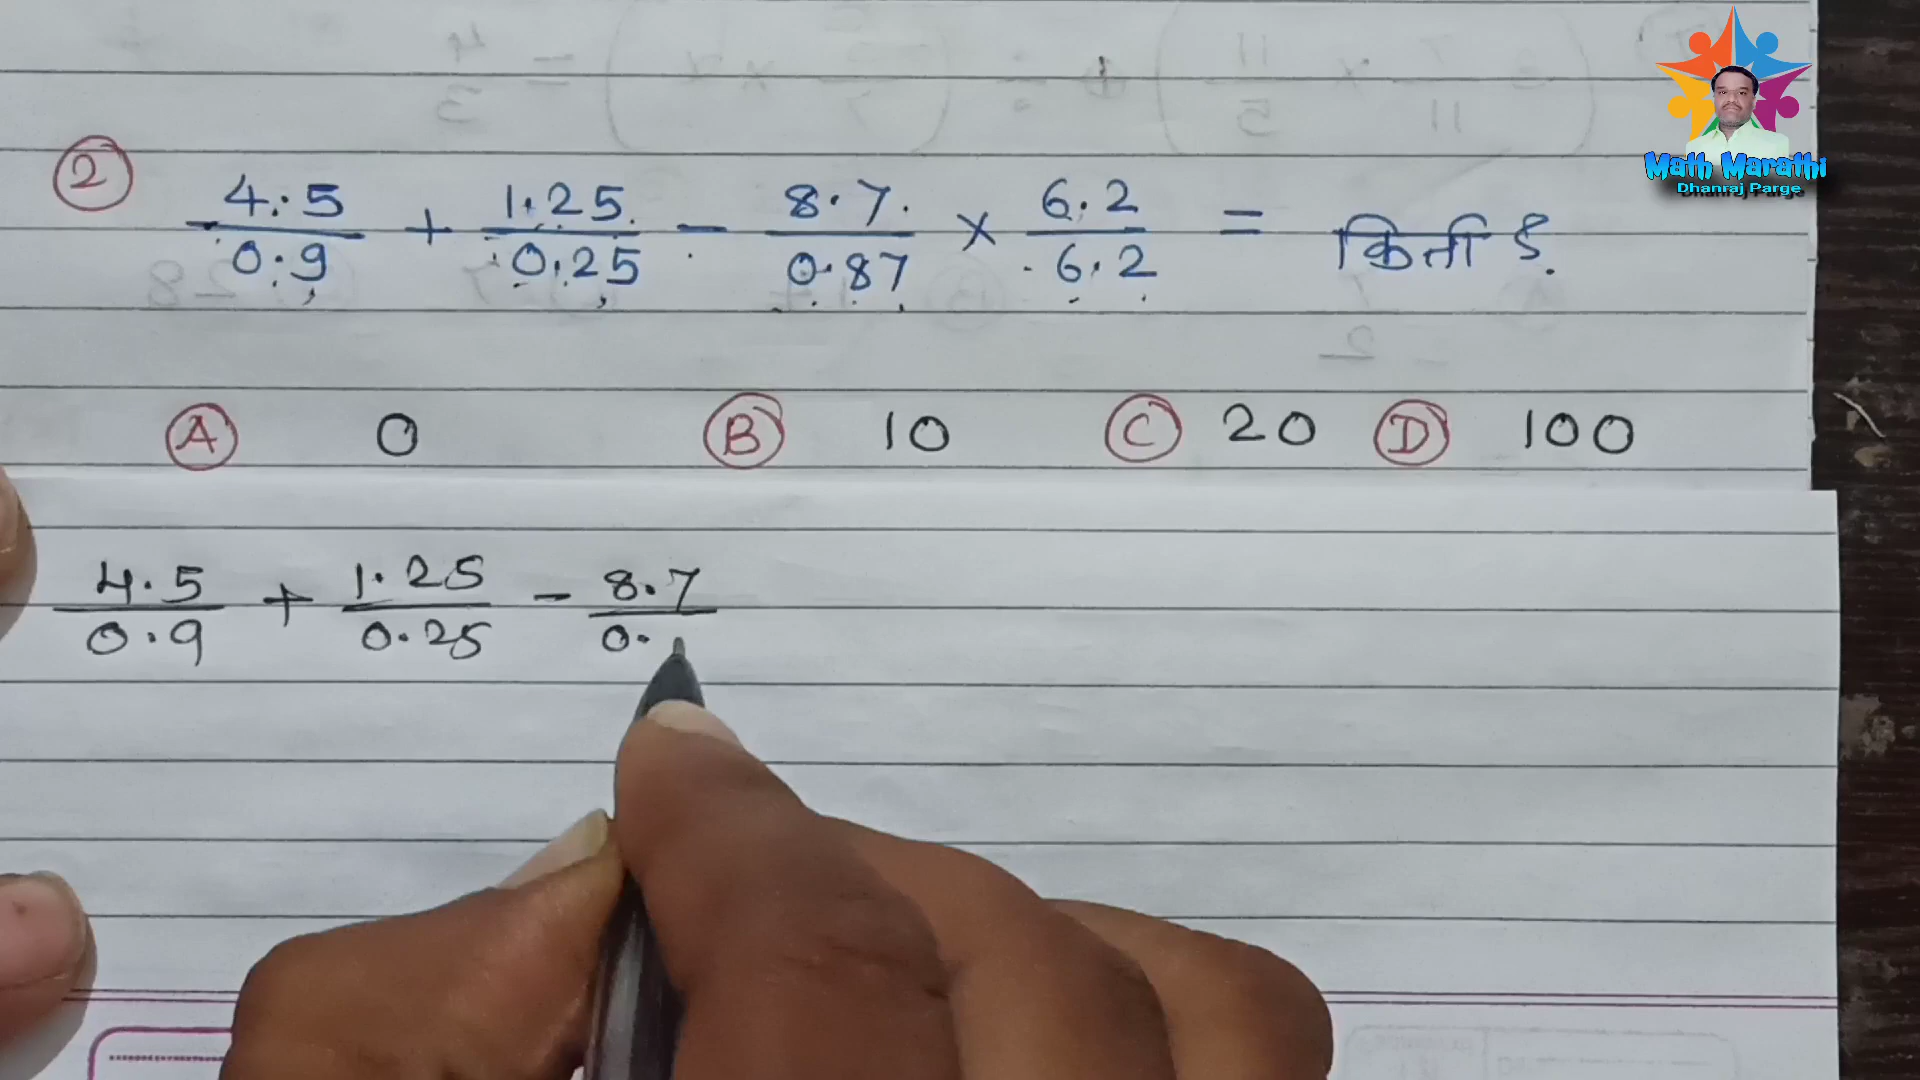 Math Marathi
Dhanraj Parge
2 4.5/0.9 + 1.25/0.25 - 8.7/0.87 × 6.2/6.2 = किती ?.
A 0 B 10 C 20 D 100
4.5/0.9 + 1.25/0.25 - 8.7/0.